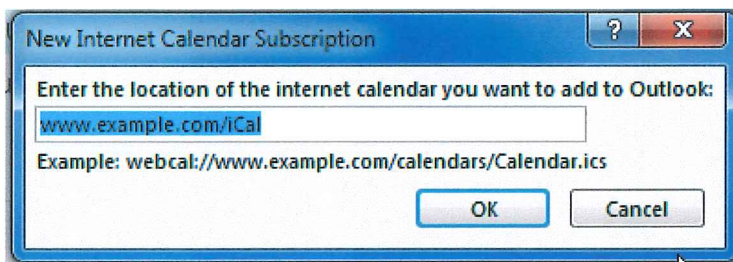 New Internet Calendar Subscription
?
X
Enter the location of the internet calendar you want to add to Outlook:
www.example.com/iCal
Example: webcal://www.example.com/calendars/Calendar.ics
OK Cancel